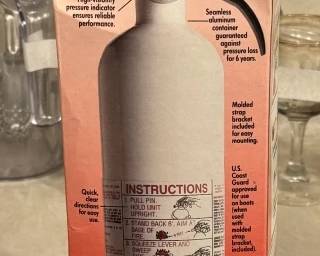 High-visibility
pressure indicator
ensures reliable
performance.
Seamless
aluminum
container
guaranteed
against
pressure loss
for 6 years.
Molded
strap
bracket
included
for easy
mounting.
Quick,
clear
directions
for easy
use.
U.S.
Coast
Guard
approved
for use
on boats
(when
used
with
molded
strap
bracket,
included).
INSTRUCTIONS
1. PULL PIN.
HOLD UNIT
UPRIGHT.
2. STAND BACK 6'. AIM AT
BASE OF
FIRE.
3. SQUEEZE LEVER AND
SWEEP